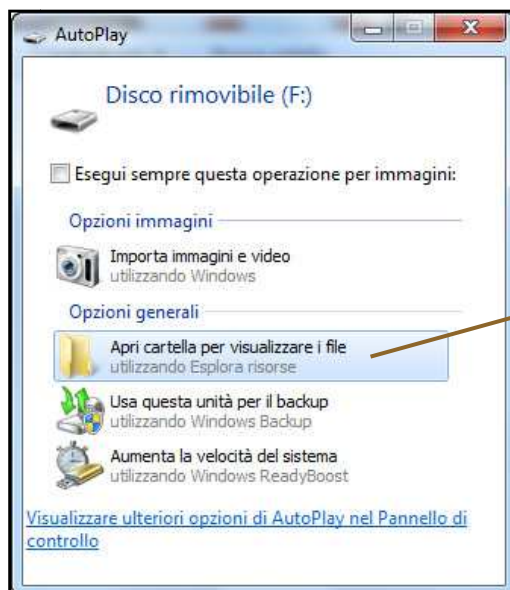 AutoPlay
Disco rimovibile (F:)
Esegui sempre questa operazione per immagini:
Opzioni immagini
Importa immagini e video
utilizzando Windows
Opzioni generali
Apri cartella per visualizzare i file
utilizzando Esplora risorse
Usa questa unità per il backup
utilizzando Windows Backup
Aumenta la velocità del sistema
utilizzando Windows ReadyBoost
Visualizzare ulteriori opzioni di AutoPlay nel Pannello di
controllo